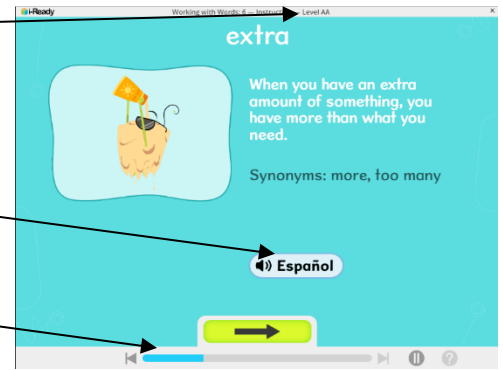 i-Ready
Working with Words: 6 — Instruction — Level AA
extra
When you have an extra
amount of something, you
have more than what you
need.
Synonyms: more, too many
Español